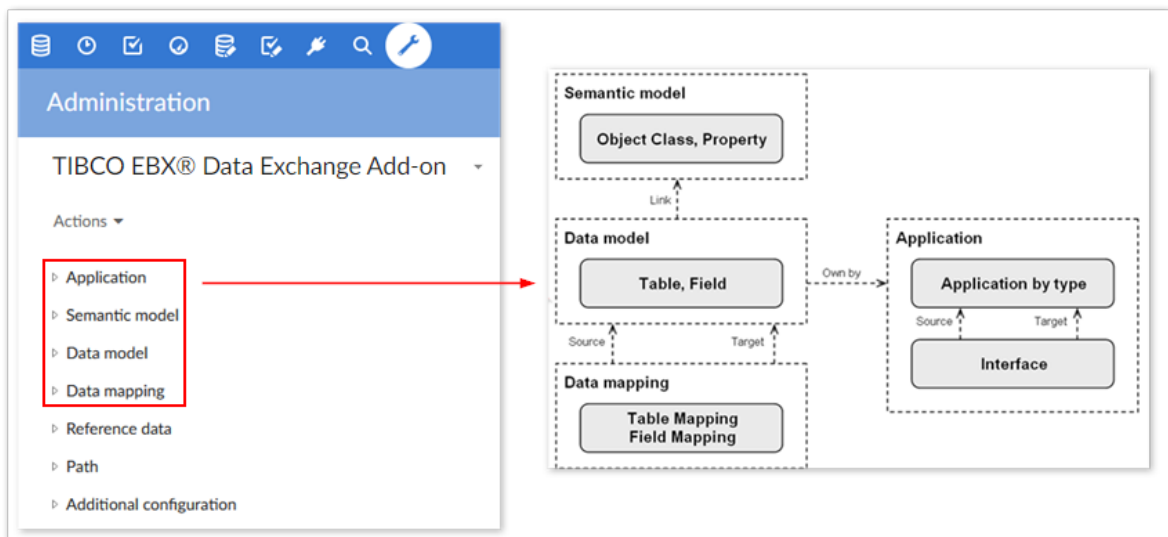 Administration
TIBCO EBX® Data Exchange Add-on
Actions
Application
Semantic model
Data model
Data mapping
Reference data
Path
Additional configuration
Semantic model
Object Class, Property
Link
Data model
Table, Field
Own by
Application
Application by type
Source
Target
Interface
Source
Target
Data mapping
Table Mapping
Field Mapping